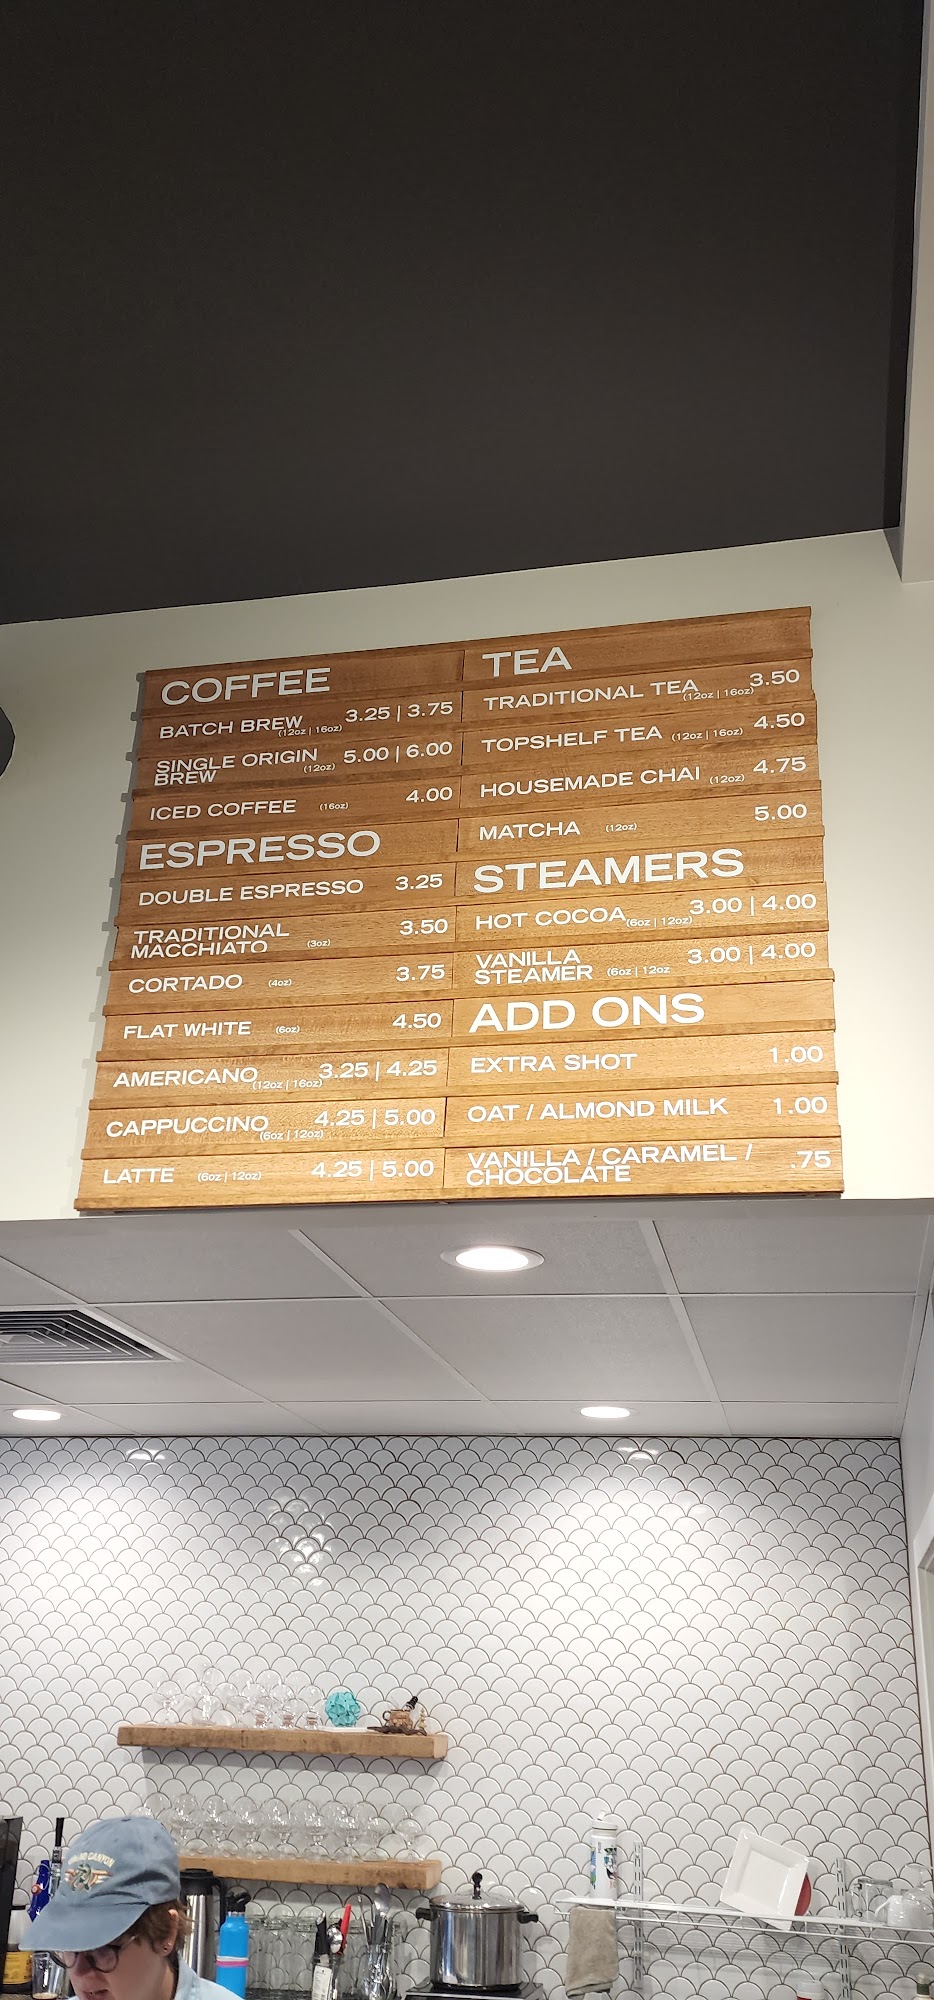 COFFEE
BATCH BREW (12oz | 16oz) 3.25 | 3.75
SINGLE ORIGIN
BREW (12oz) 5.00 | 6.00
ICED COFFEE (16oz) 4.00
ESPRESSO
DOUBLE ESPRESSO 3.25
TRADITIONAL
MACCHIATO (3oz) 3.50
CORTADO (4oz) 3.75
FLAT WHITE (6oz) 4.50
AMERICANO (12oz | 16oz) 3.25 | 4.25
CAPPUCCINO (6oz | 12oz) 4.25 | 5.00
LATTE (6oz | 12oz) 4.25 | 5.00
TEA
TRADITIONAL TEA (12oz | 16oz) 3.50
TOPSHELF TEA (12oz | 16oz) 4.50
HOUSEMADE CHAI (12oz) 4.75
MATCHA (12oz) 5.00
STEAMERS
HOT COCOA (6oz | 12oz) 3.00 | 4.00
VANILLA
STEAMER (6oz | 12oz 3.00 | 4.00
ADD ONS
EXTRA SHOT 1.00
OAT / ALMOND MILK 1.00
VANILLA / CARAMEL /
CHOCOLATE .75
CANYON